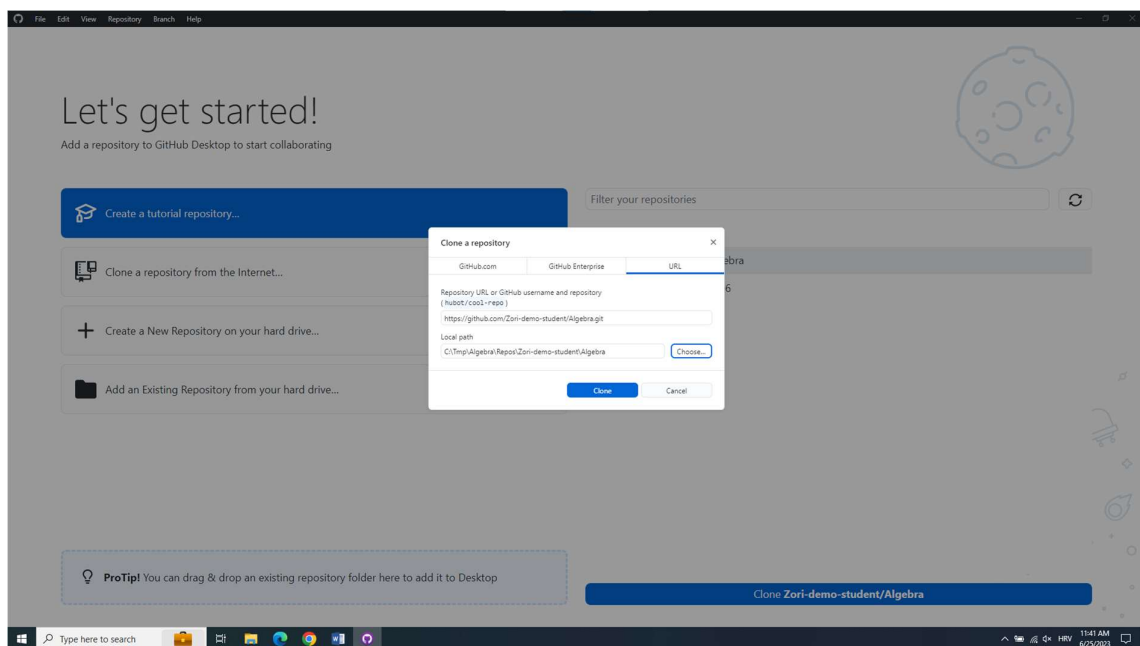 File Edit View Repository Branch Help
Let's get started!
Add a repository to GitHub Desktop to start collaborating
Create a tutorial repository...
Clone a repository from the Internet...
Create a New Repository on your hard drive...
Add an Existing Repository from your hard drive...
ProTip! You can drag & drop an existing repository folder here to add it to Desktop
Filter your repositories
ebra
6
Clone Zori-demo-student/Algebra
Clone a repository
GitHub.com GitHub Enterprise URL
Repository URL or GitHub username and repository
(hubot/cool-repo)
https://github.com/Zori-demo-student/Algebra.git
Local path
C:\Tmp\Algebra\Repos\Zori-demo-student\Algebra
Choose...
Clone Cancel
Type here to search
HRV
11:41 AM
6/25/2023